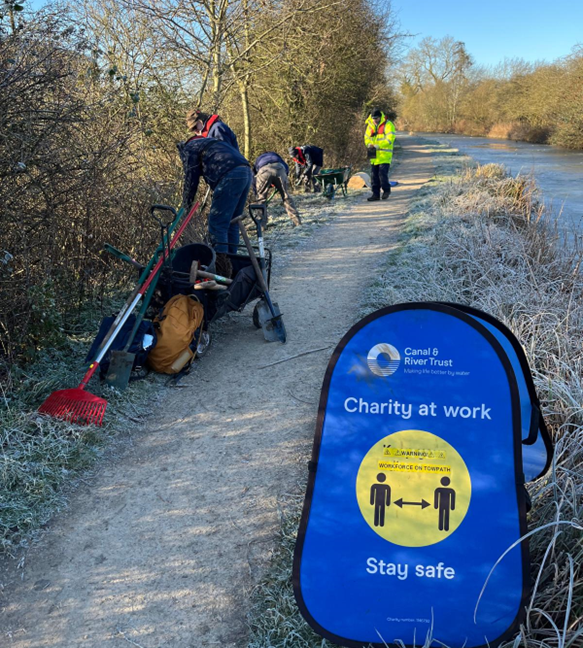 Canal &
River Trust
Making life better by water
Charity at work
WARNING
WORKFORCE ON TOWPATH
Stay safe